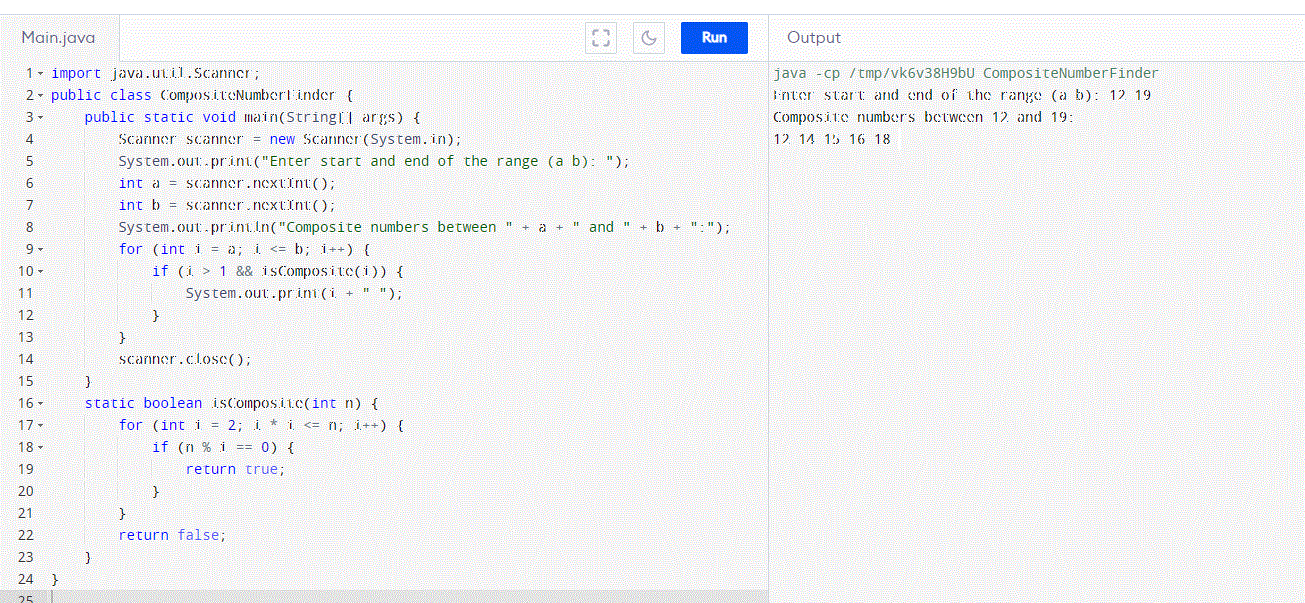 Main.java
Run
1 import java.util.Scanner;
2 public class CompositeNumberFinder {
3     public static void main(String[] args) {
4         Scanner scanner = new Scanner(System.in);
5         System.out.print("Enter start and end of the range (a b): ");
6         int a = scanner.nextInt();
7         int b = scanner.nextInt();
8         System.out.println("Composite numbers between " + a + " and " + b + ":");
9         for (int i = a; i <= b; i++) {
10             if (i > 1 && isComposite(i)) {
11                 System.out.print(i + " ");
12             }
13         }
14         scanner.close();
15     }
16     static boolean isComposite(int n) {
17         for (int i = 2; i * i <= n; i++) {
18             if (n % i == 0) {
19                 return true;
20             }
21         }
22         return false;
23     }
24 }
25
Output
java -cp /tmp/vk6v38H9bU CompositeNumberFinder
Enter start and end of the range (a b): 12 19
Composite numbers between 12 and 19:
12 14 15 16 18